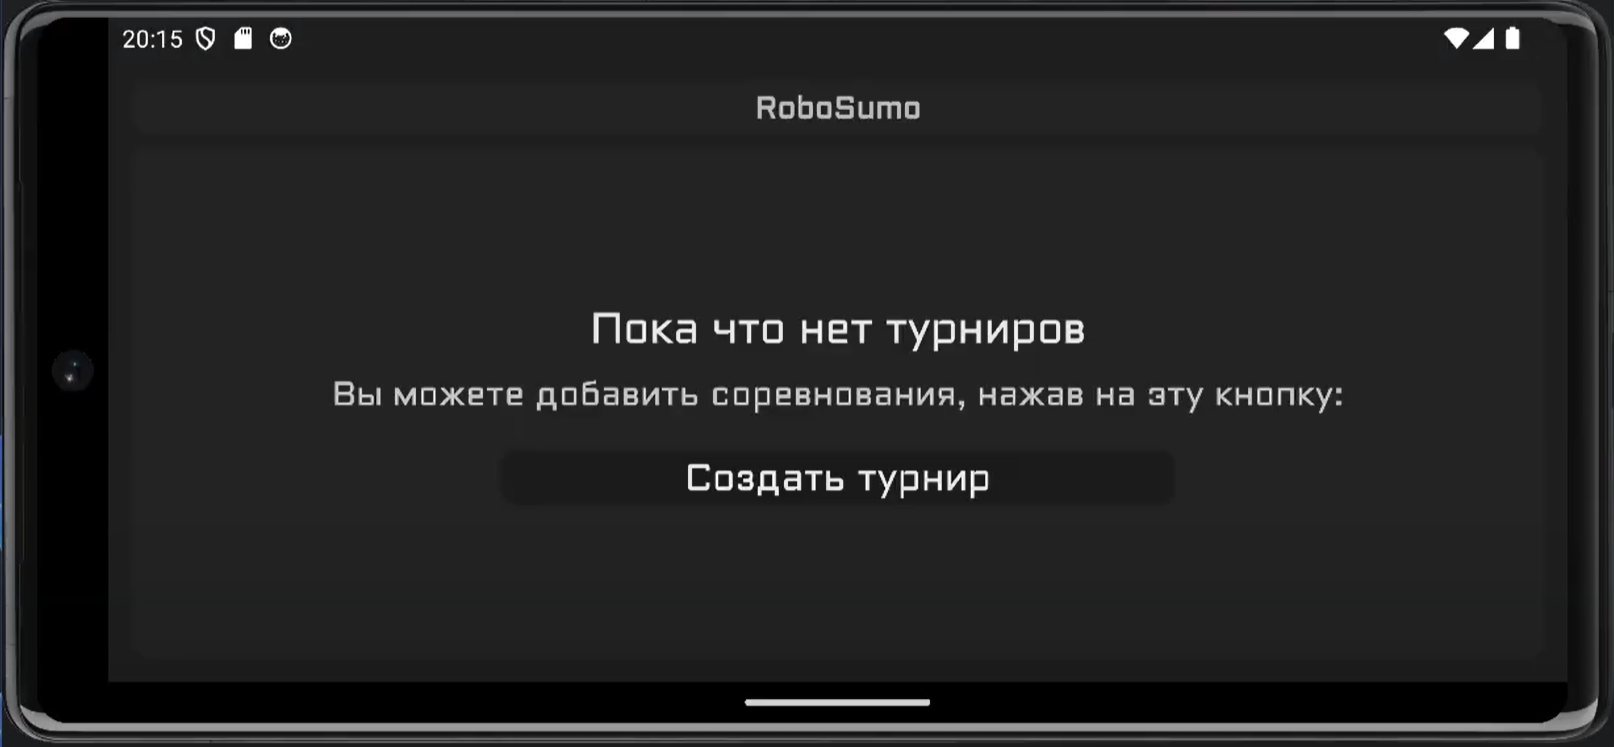 20:15
RoboSumo
Пока что нет турниров
Вы можете добавить соревнования, нажав на эту кнопку:
Создать турнир